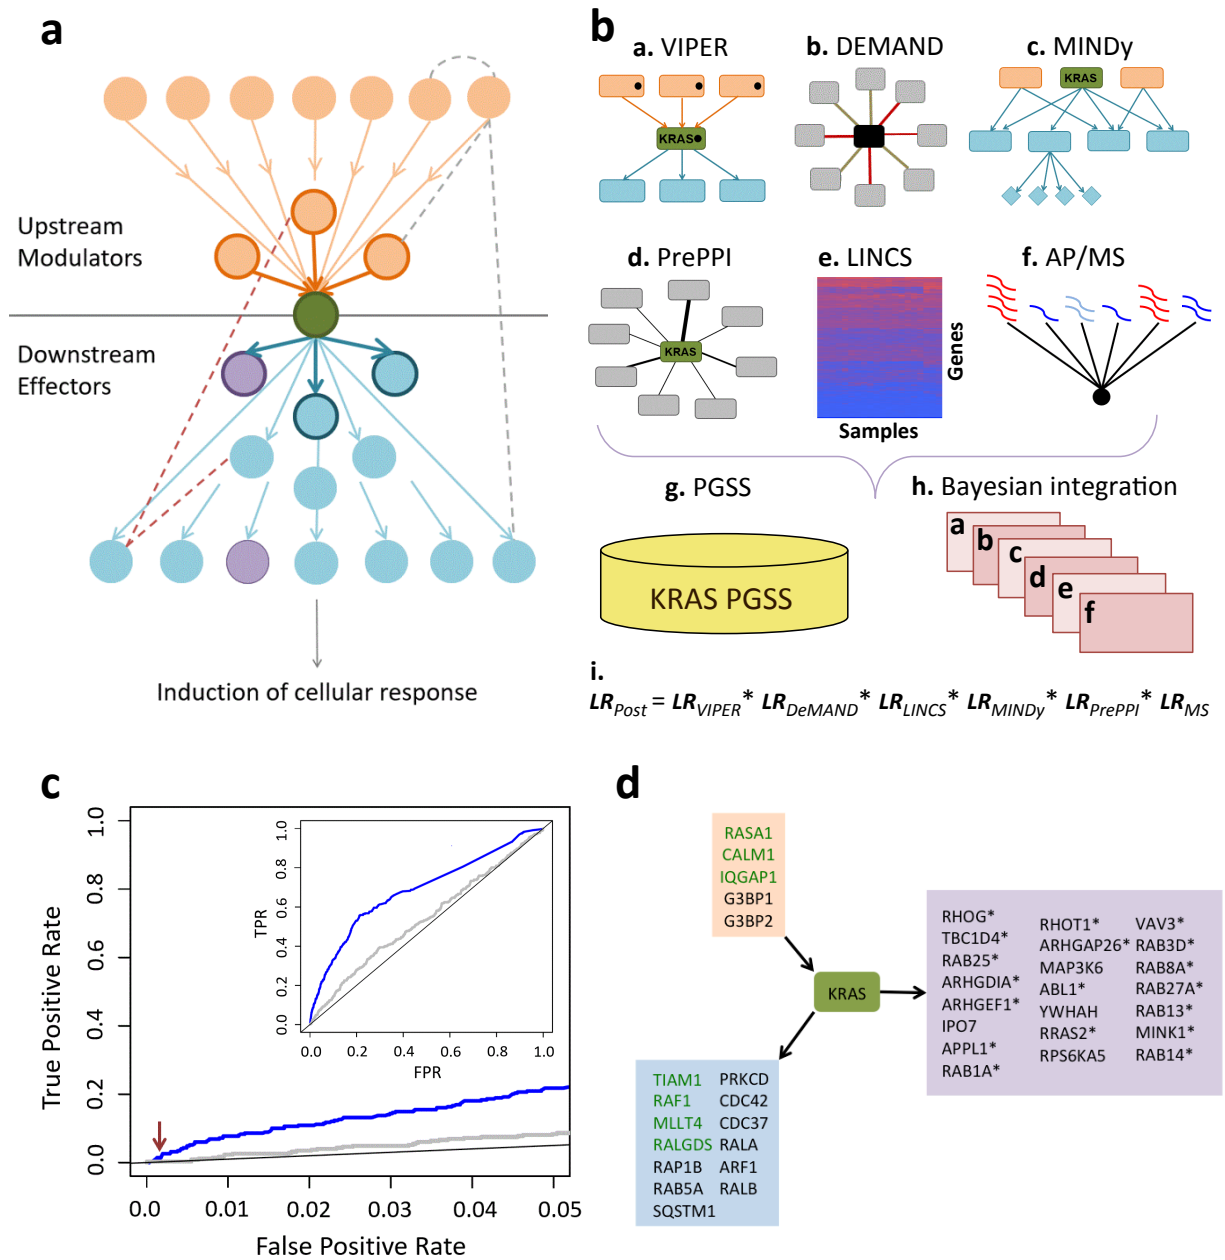 a
Upstream
Modulators
Downstream
Effectors
Induction of cellular response
b
a. VIPER
KRAS
b. DEMAND
c. MINDy
KRAS
d. PrePPI
KRAS
e. LINCS
Genes
Samples
f. AP/MS
g. PGSS
KRAS PGSS
h. Bayesian integration
a
b
c
d
e
f
i.
LRPost = LRVIPER* LRDeMAND* LRLINCS* LRMINDy* LRPrePPI* LRMS
c
True Positive Rate
1.0
0.8
0.6
0.4
0.2
0.0
0.0 0.01 0.02 0.03 0.04 0.05
False Positive Rate
TPR
1.0
0.8
0.6
0.4
0.2
0.0
0.0 0.2 0.4 0.6 0.8 1.0
FPR
d
RASA1
CALM1
IQGAP1
G3BP1
G3BP2
KRAS
TIAM1 PRKCD
RAF1 CDC42
MLLT4 CDC37
RALGDS RALA
RAP1B ARF1
RAB5A RALB
SQSTM1
RHOG*
TBC1D4*
RAB25*
ARHGDIA*
ARHGEF1*
IPO7
APPL1*
RAB1A*
RHOT1*
ARHGAP26*
MAP3K6
ABL1*
YWHAH
RRAS2*
RPS6KA5
VAV3*
RAB3D*
RAB8A*
RAB27A*
RAB13*
MINK1*
RAB14*